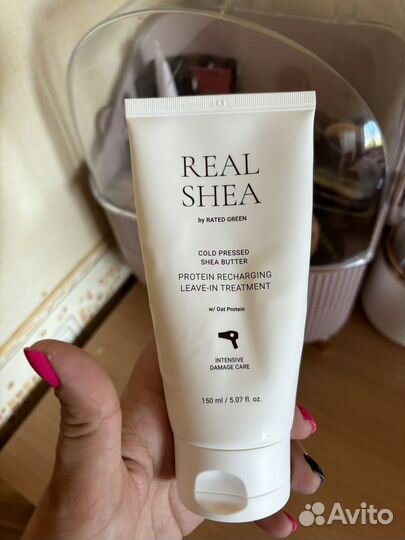 REAL
SHEA
by RATED GREEN
COLD PRESSED
SHEA BUTTER
PROTEIN RECHARGING
LEAVE-IN TREATMENT
w/ Oat Protein
INTENSIVE
DAMAGE CARE
150 ml / 5.07 fl. oz.
Avito